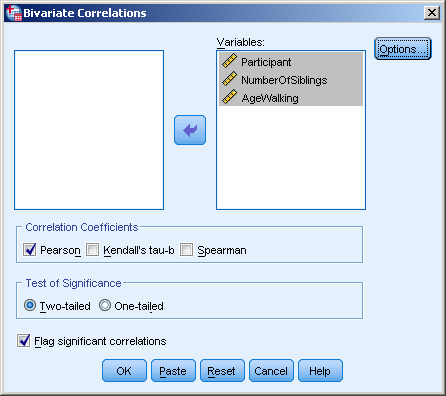 Bivariate Correlations
Variables:
Participant
NumberOfSiblings
AgeWalking
Options...
Correlation Coefficients
Pearson Kendall's tau-b Spearman
Test of Significance
Two-tailed One-tailed
Flag significant correlations
OK Paste Reset Cancel Help